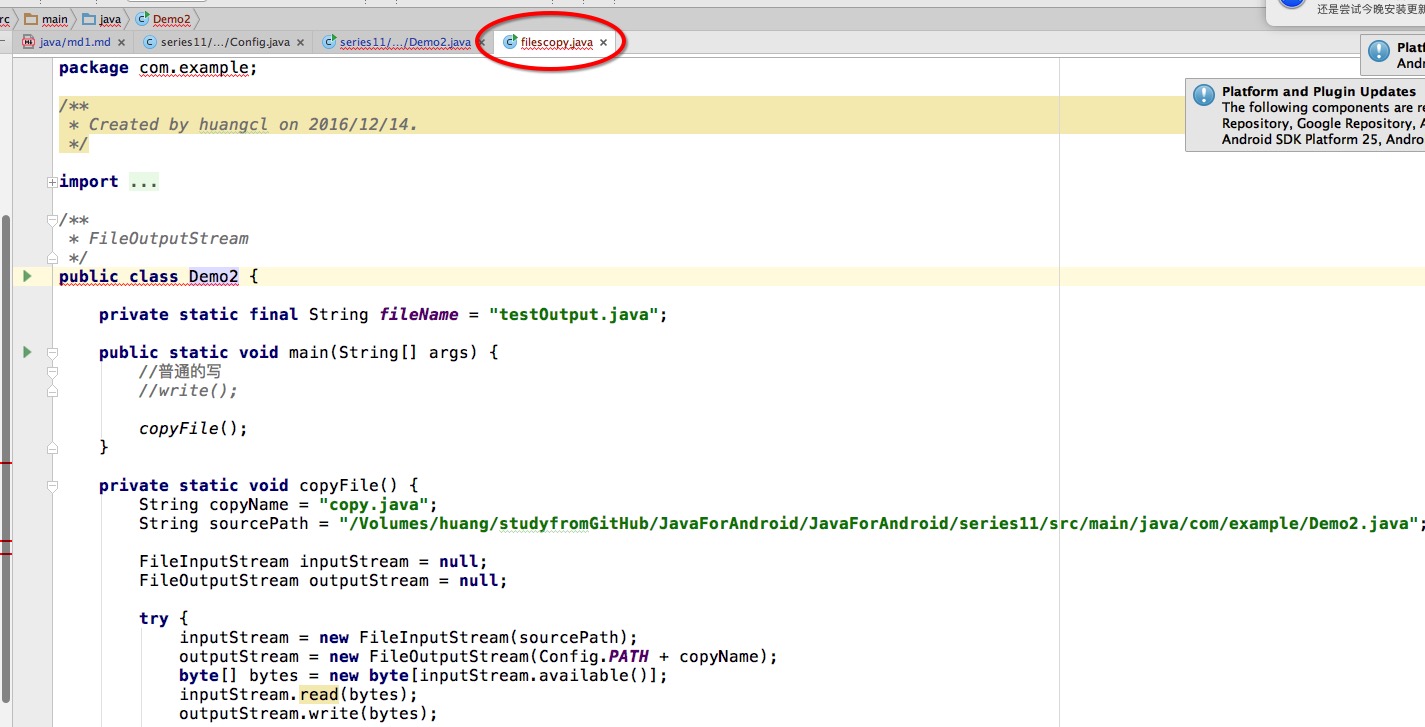 rc main java Demo2
java/md1.md series11/.../Config.java series11/.../Demo2.java filescopy.java
还是尝试今晚安装更新
Platf
Andr
Platform and Plugin Updates
The following components are re
Repository, Google Repository, A
Android SDK Platform 25, Andro
package com.example;
/**
* Created by huangcl on 2016/12/14.
*/
import ...
/**
* FileOutputStream
*/
public class Demo2 {
private static final String fileName = "testOutput.java";
public static void main(String[] args) {
//普通的写
//write();
copyFile();
}
private static void copyFile() {
String copyName = "copy.java";
String sourcePath = "/Volumes/huang/studyfromGitHub/JavaForAndroid/JavaForAndroid/series11/src/main/java/com/example/Demo2.java";
FileInputStream inputStream = null;
FileOutputStream outputStream = null;
try {
inputStream = new FileInputStream(sourcePath);
outputStream = new FileOutputStream(Config.PATH + copyName);
byte[] bytes = new byte[inputStream.available()];
inputStream.read(bytes);
outputStream.write(bytes);